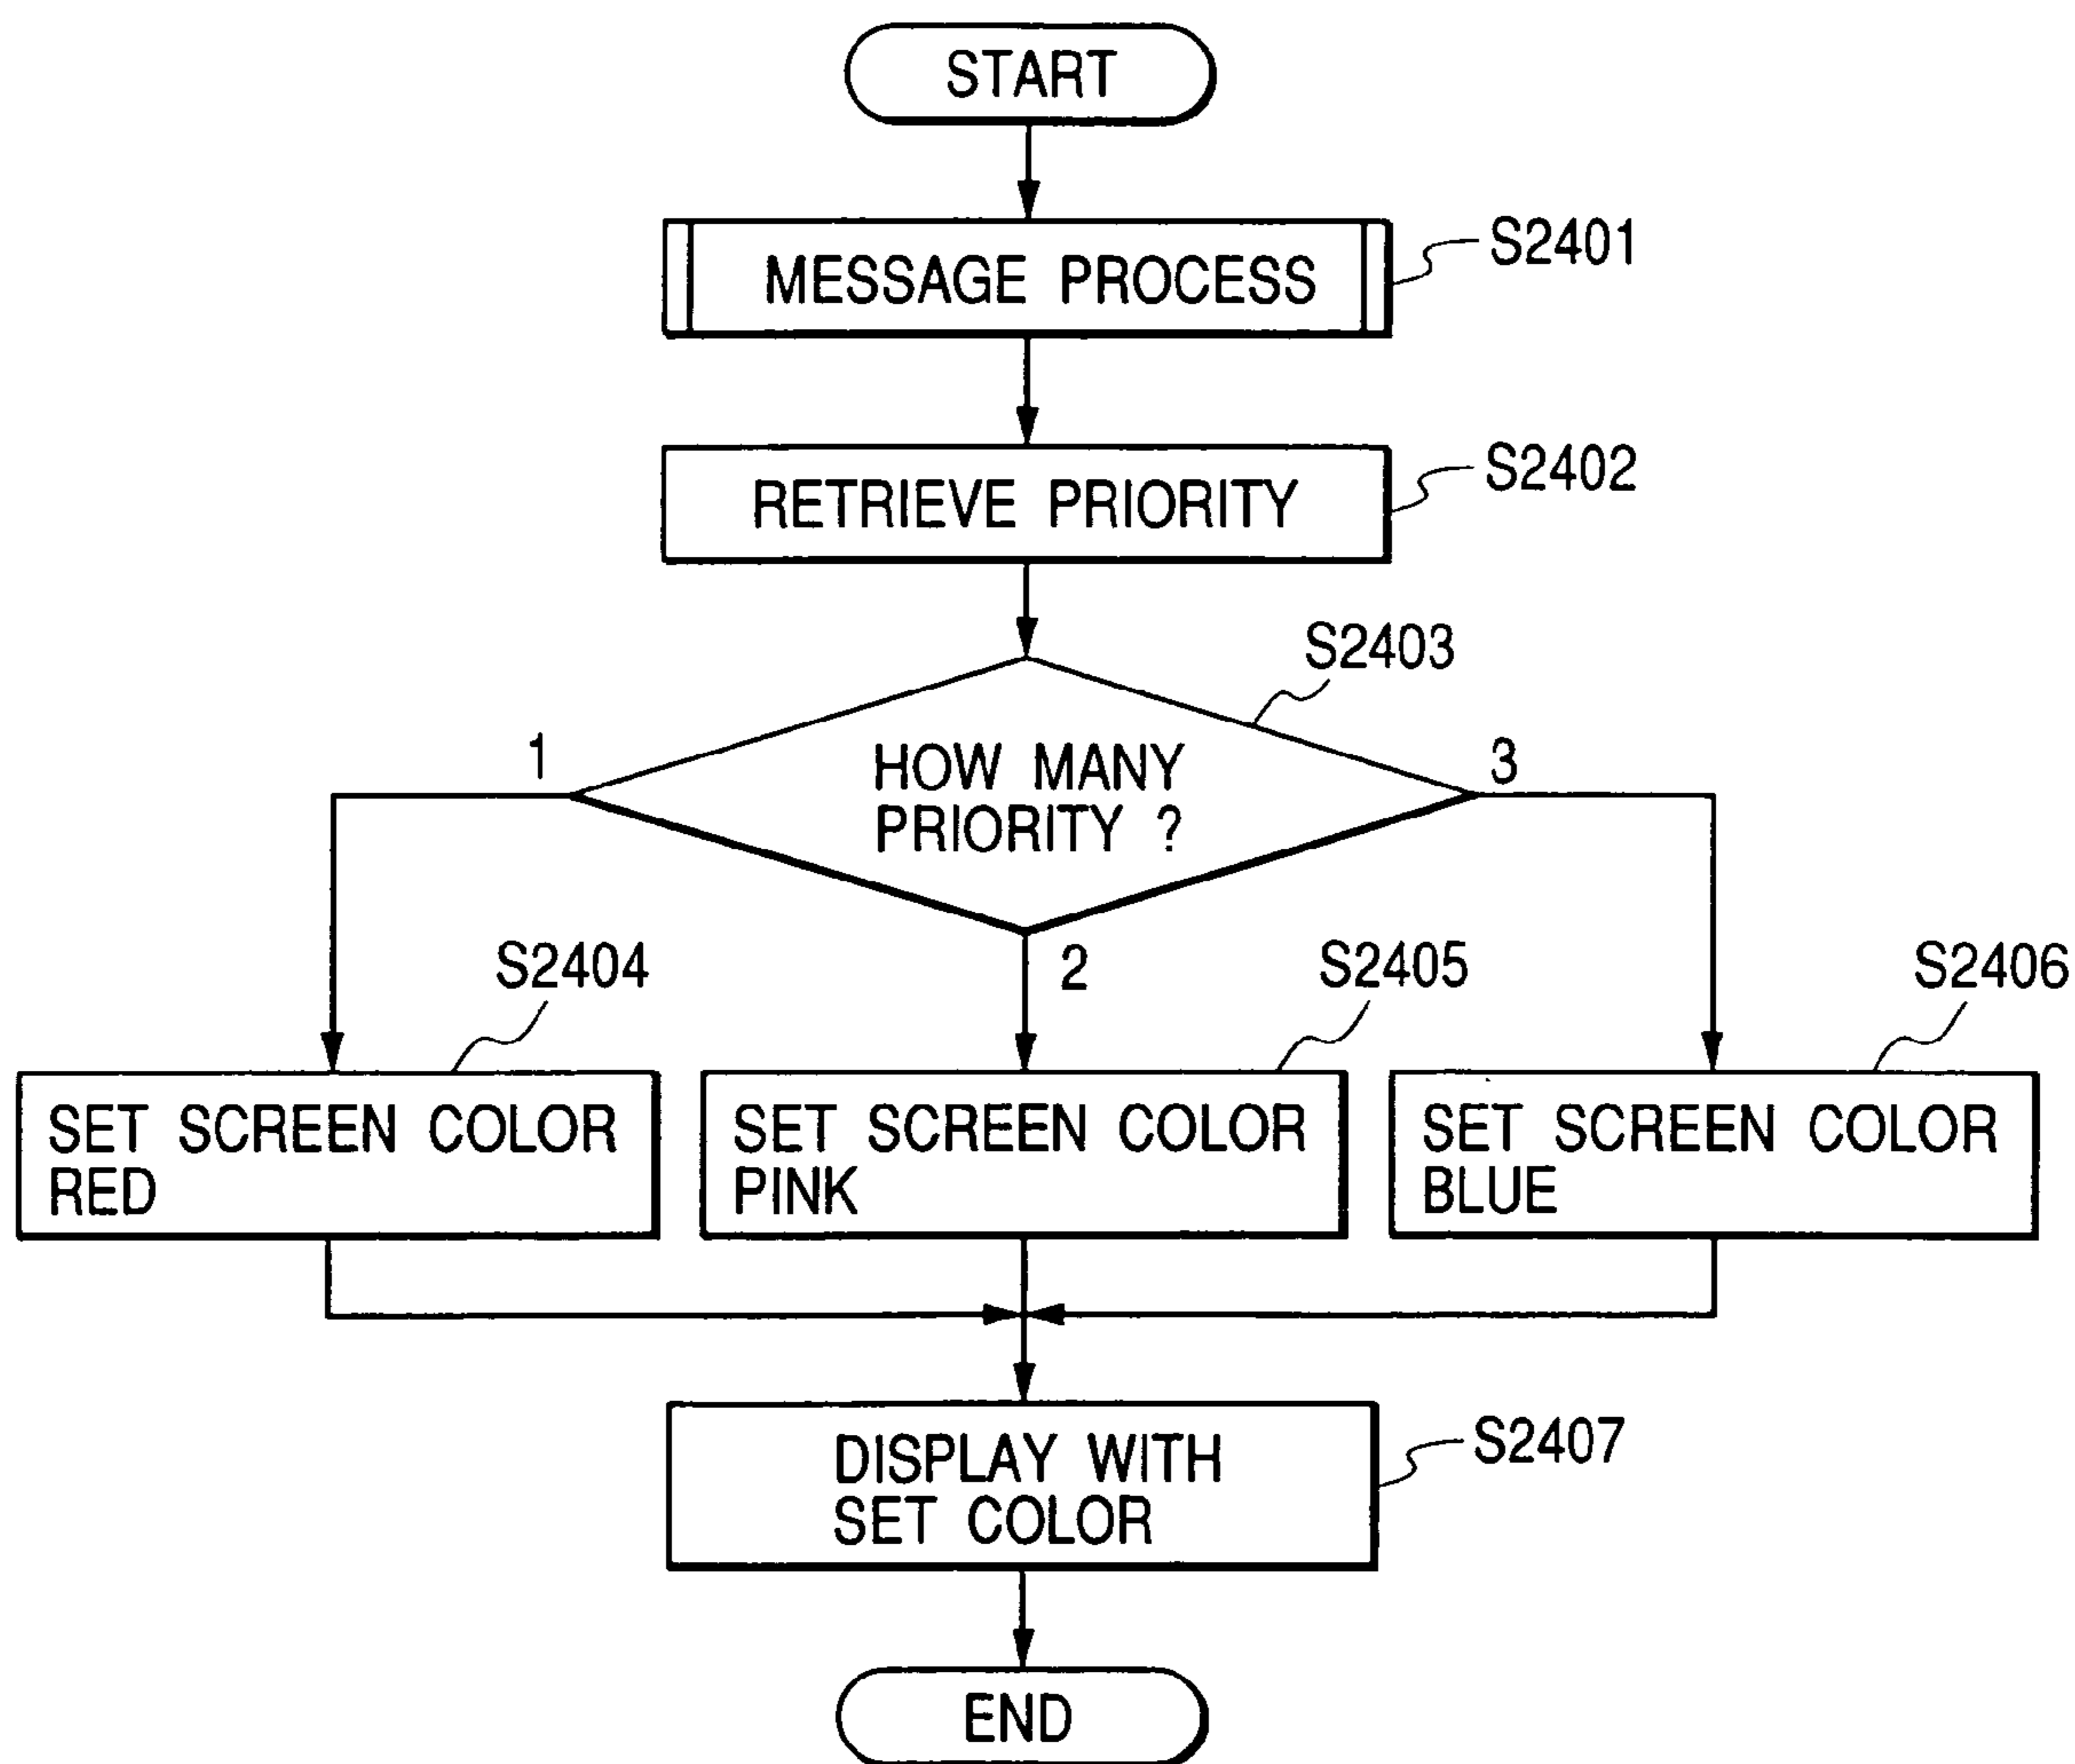 START
MESSAGE PROCESS
S2401
RETRIEVE PRIORITY
S2402
S2403
HOW MANY
PRIORITY ?
1
3
2
S2404
S2405
S2406
SET SCREEN COLOR
RED
SET SCREEN COLOR
PINK
SET SCREEN COLOR
BLUE
DISPLAY WITH
SET COLOR
S2407
END